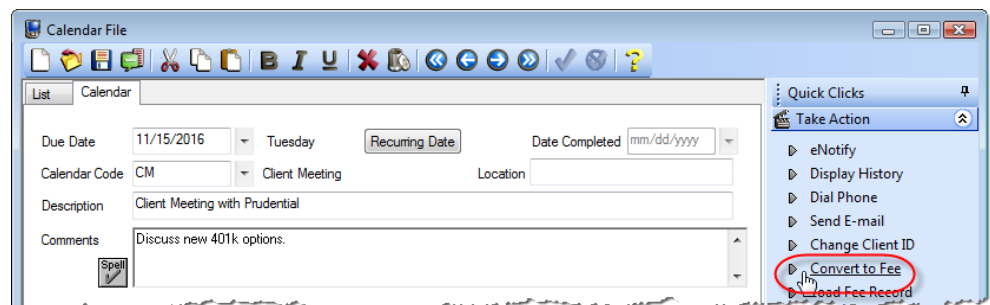 Calendar File
B I U
List Calendar
Quick Clicks
Take Action
Due Date 11/15/2016 Tuesday Recurring Date Date Completed mm/dd/yyyy
Calendar Code CM Client Meeting Location
Description Client Meeting with Prudential
Comments Discuss new 401k options.
Spell
eNotify
Display History
Dial Phone
Send E-mail
Change Client ID
Convert to Fee
Load Fee Record